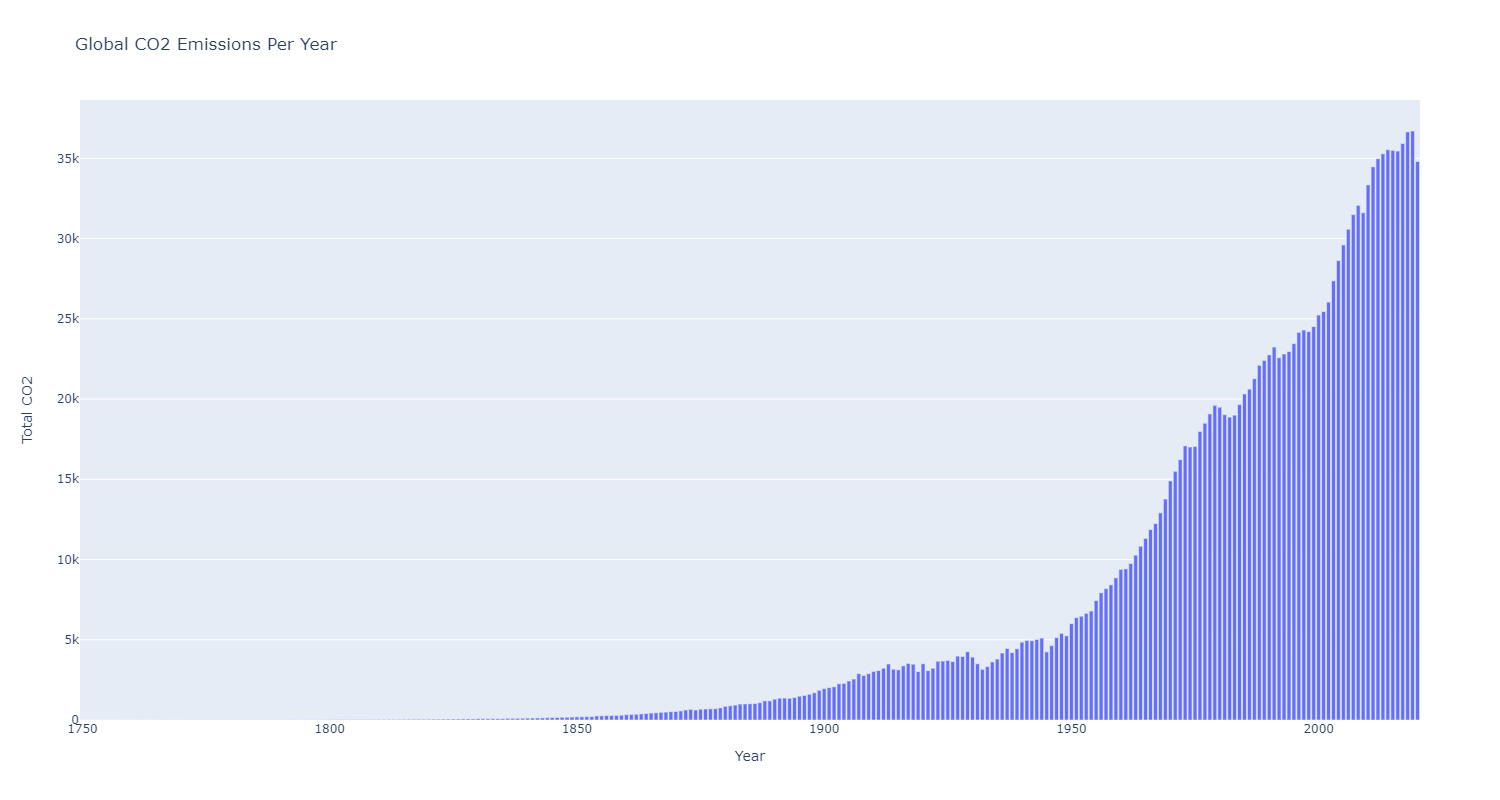 Global CO2 Emissions Per Year
35k
30k
25k
20k
15k
10k
5k
0
Total CO2
1750 1800 1850 1900 1950 2000
Year